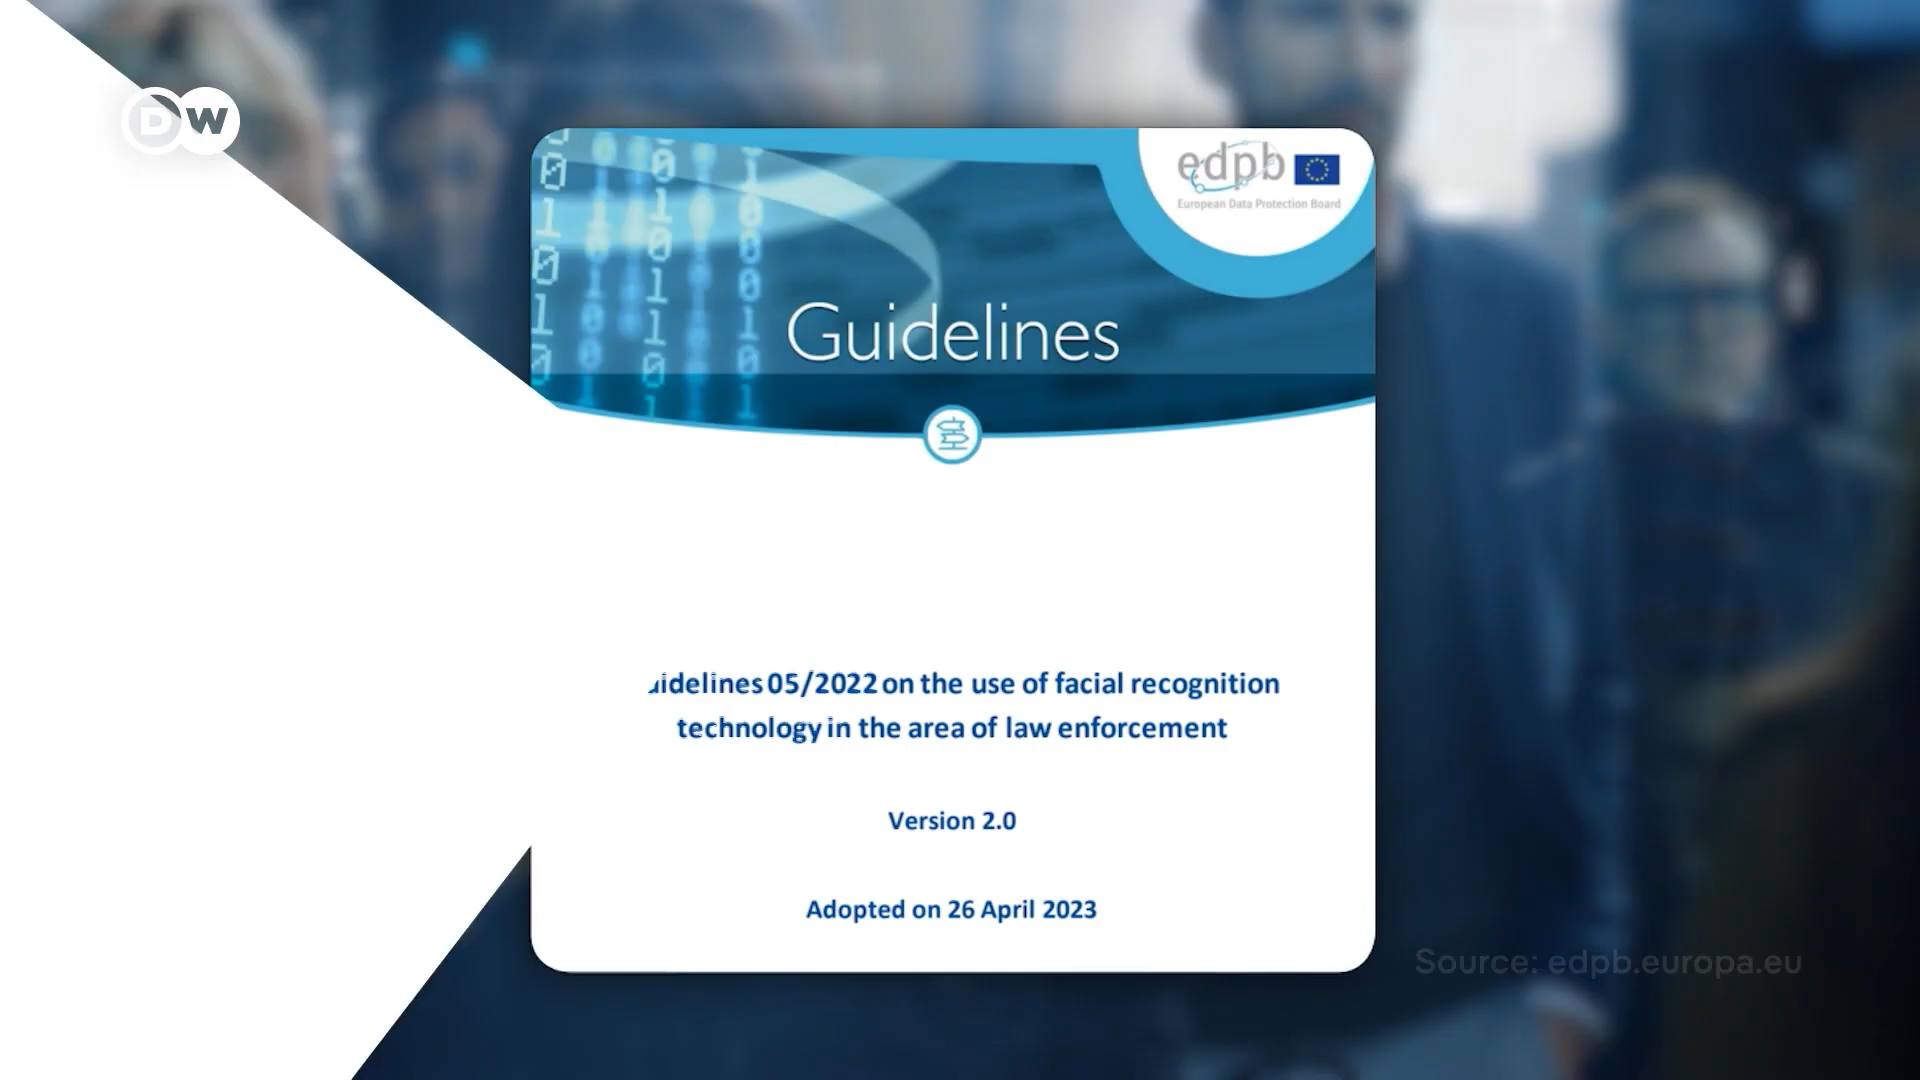 DW
edpb
European Data Protection Board
Guidelines
idelines 05/2022 on the use of facial recognition
technology in the area of law enforcement
Version 2.0
Adopted on 26 April 2023
Source: edpb.europa.eu